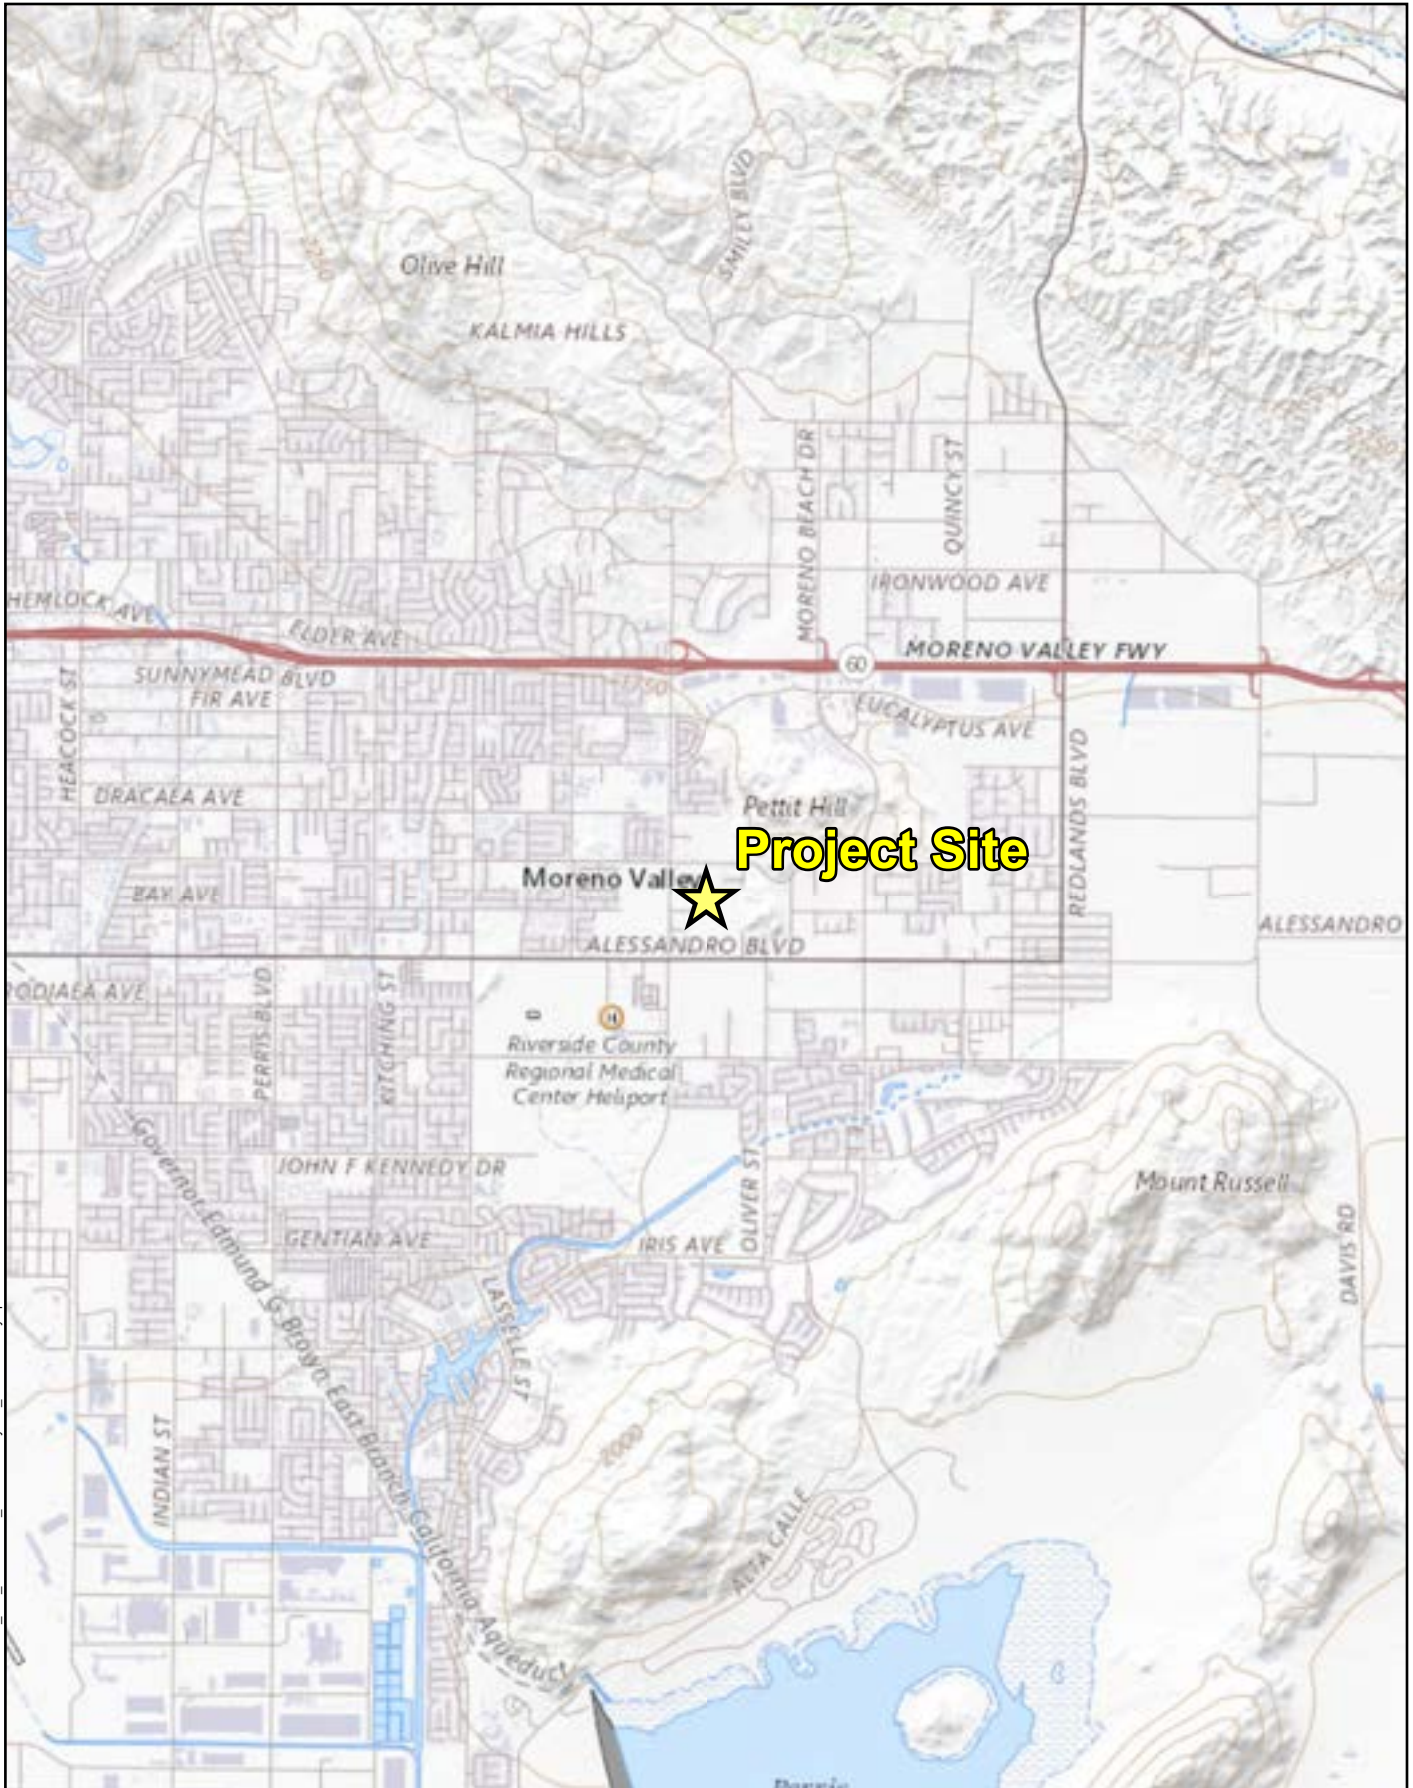 SMILEY BLVD
Olive Hill
KALMIA HILLS
MORENO BEACH DR
QUINCY ST
IRONWOOD AVE
HEMLOCK AVE
ELDER AVE
MORENO VALLEY FWY
60
SUNNYMEAD BLVD
FIR AVE
1750
HEACOCK ST
EUCALYPTUS AVE
REDLANDS BLVD
DRACAEA AVE
Pettit Hill
Project Site
Moreno Valley
BAY AVE
ALESSANDRO BLVD
ALESSANDRO
RODIAEA AVE
PERRIS BLVD
KITCHING ST
H
Riverside County
Regional Medical
Center Heliport
Governor Edmund G Brown East Branch California Aqueduct
JOHN F KENNEDY DR
OLIVER ST
Mount Russell
GENTIAN AVE
IRIS AVE
DAVIS RD
LASSELLE ST
INDIAN ST
2000
ALTA CALLE